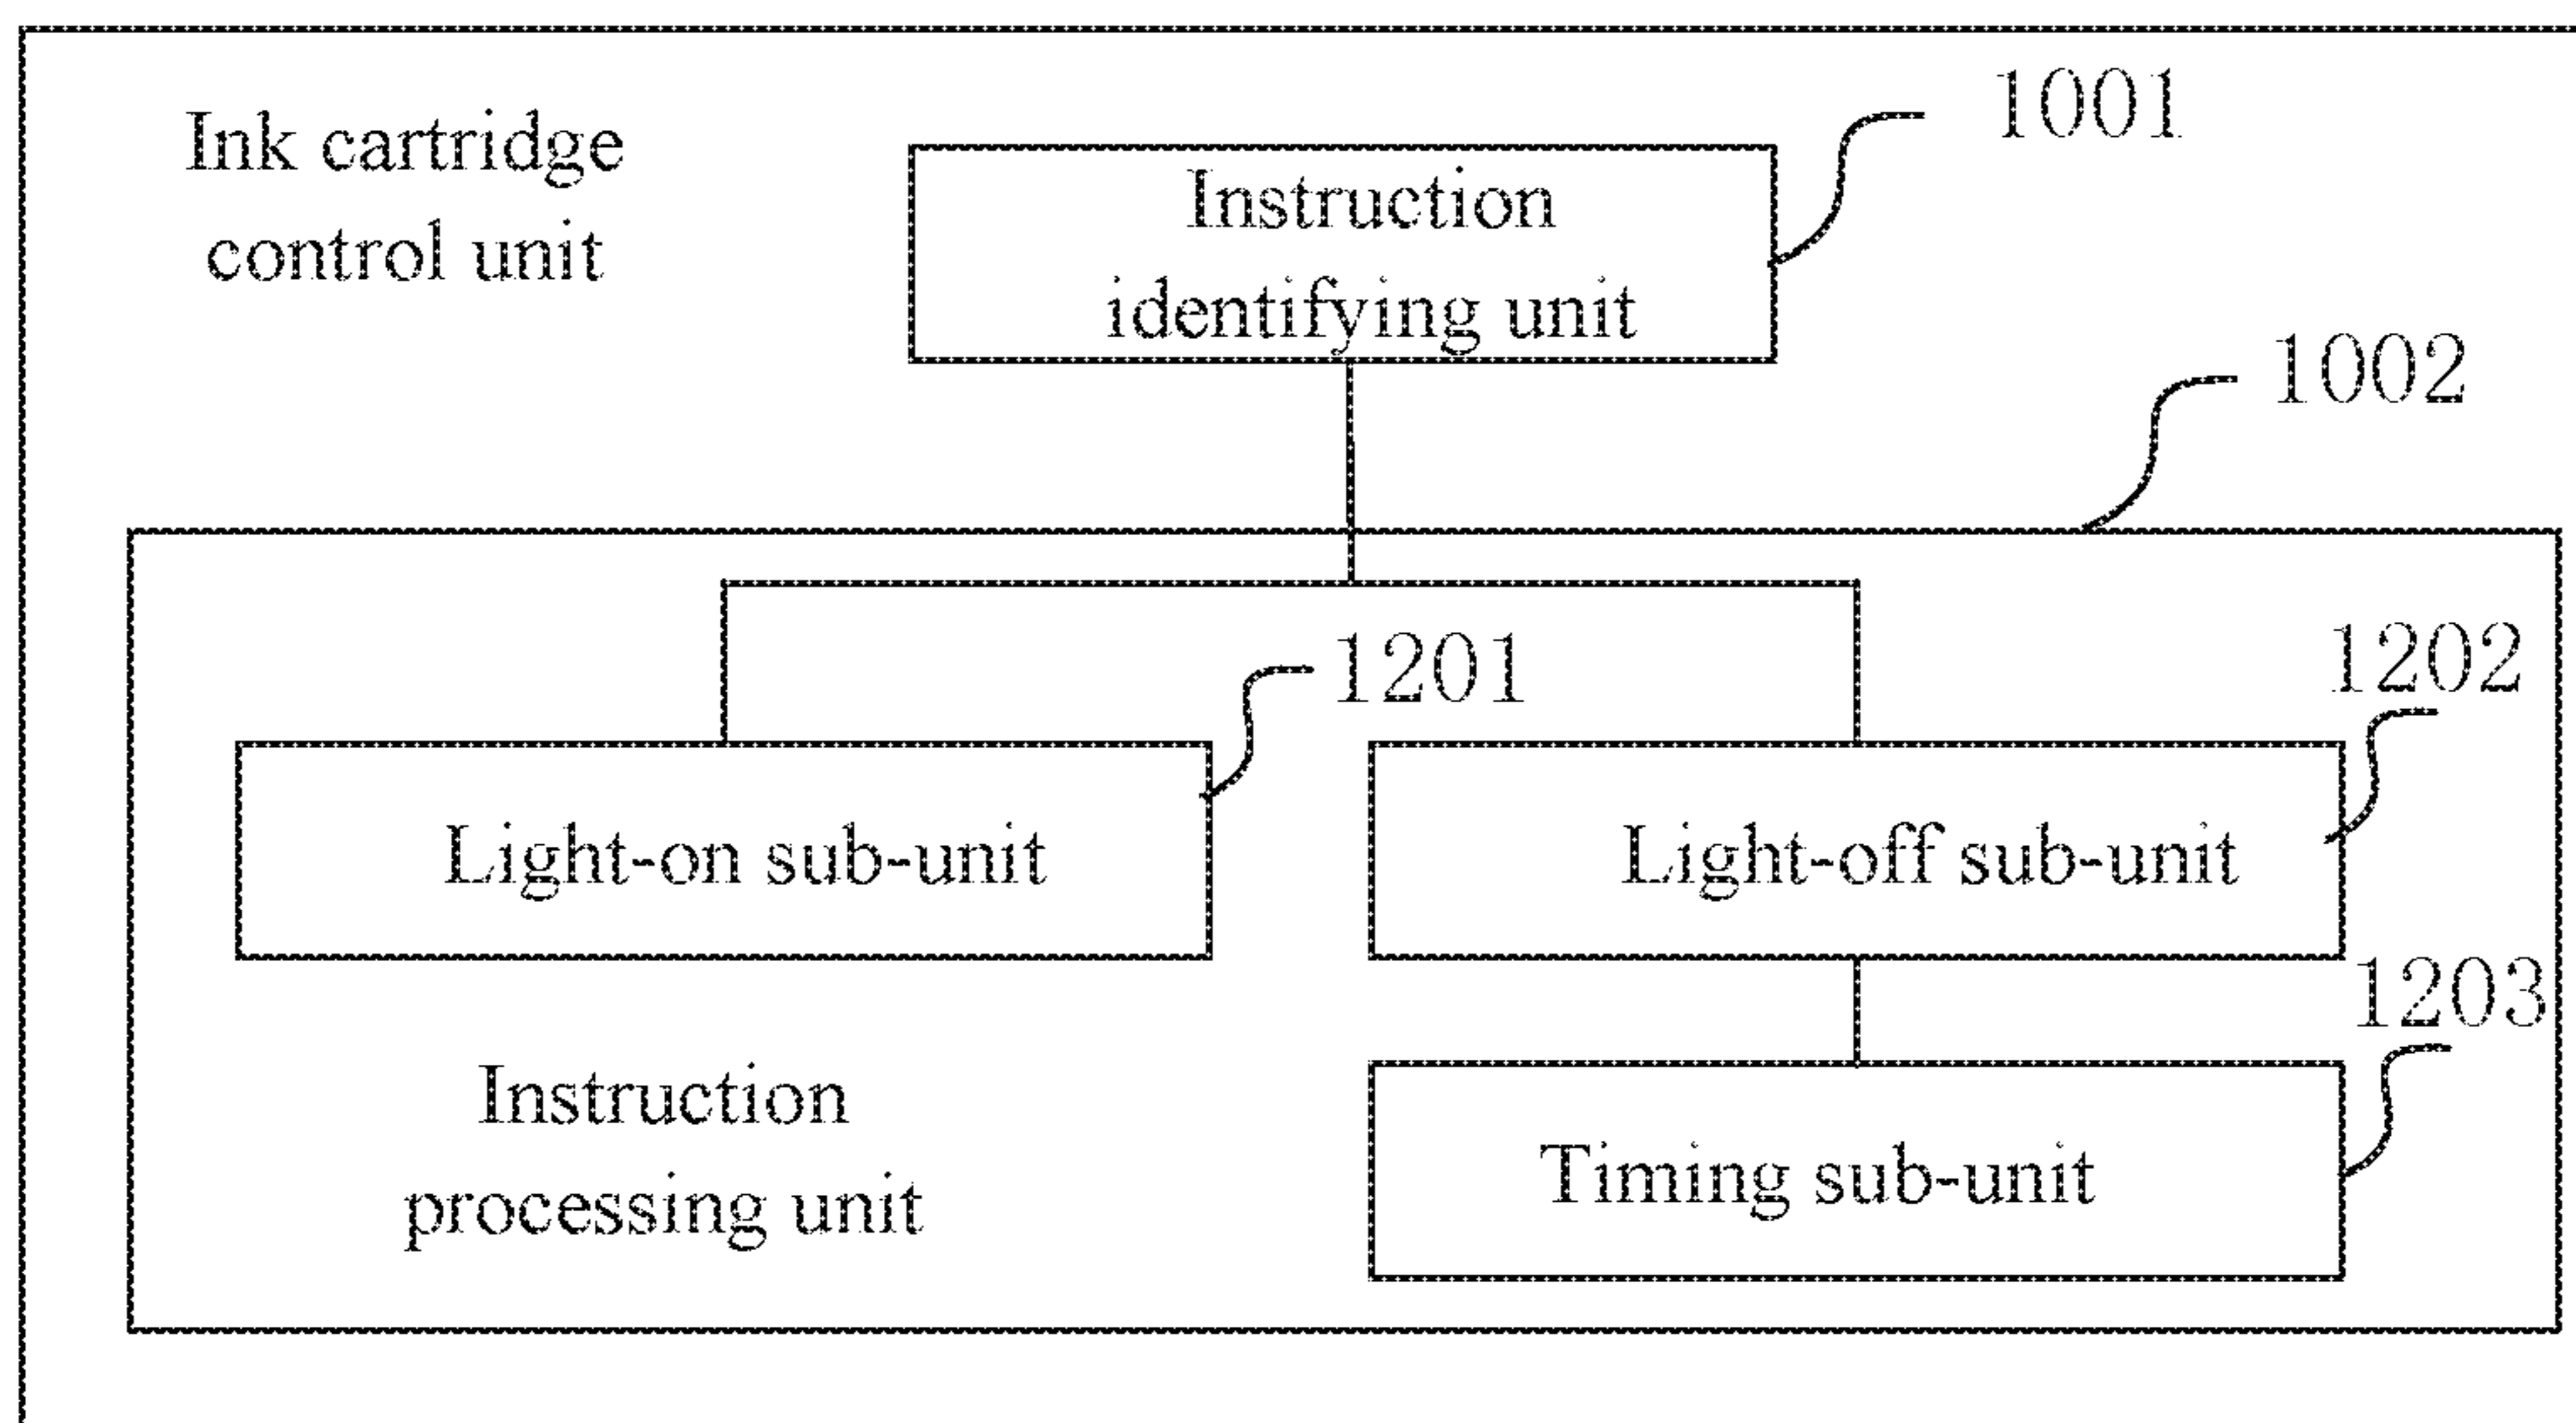 Ink cartridge
control unit
1001
Instruction
identifying unit
1002
1201
1202
Light-on sub-unit
Light-off sub-unit
1203
Instruction
processing unit
Timing sub-unit